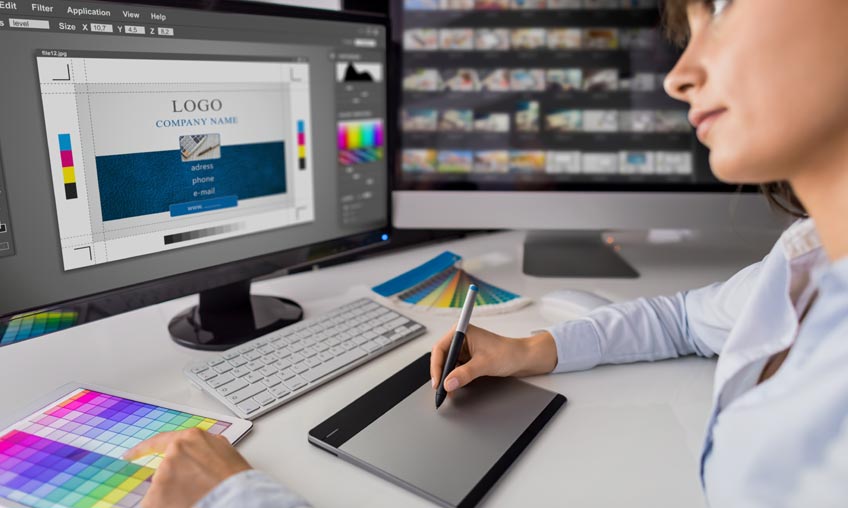 Edit Filter Application View Help
level Size X 10,7 Y 4,5 Z 8,2
file12.jpg
LOGO
COMPANY NAME
adress
phone
e-mail
www.